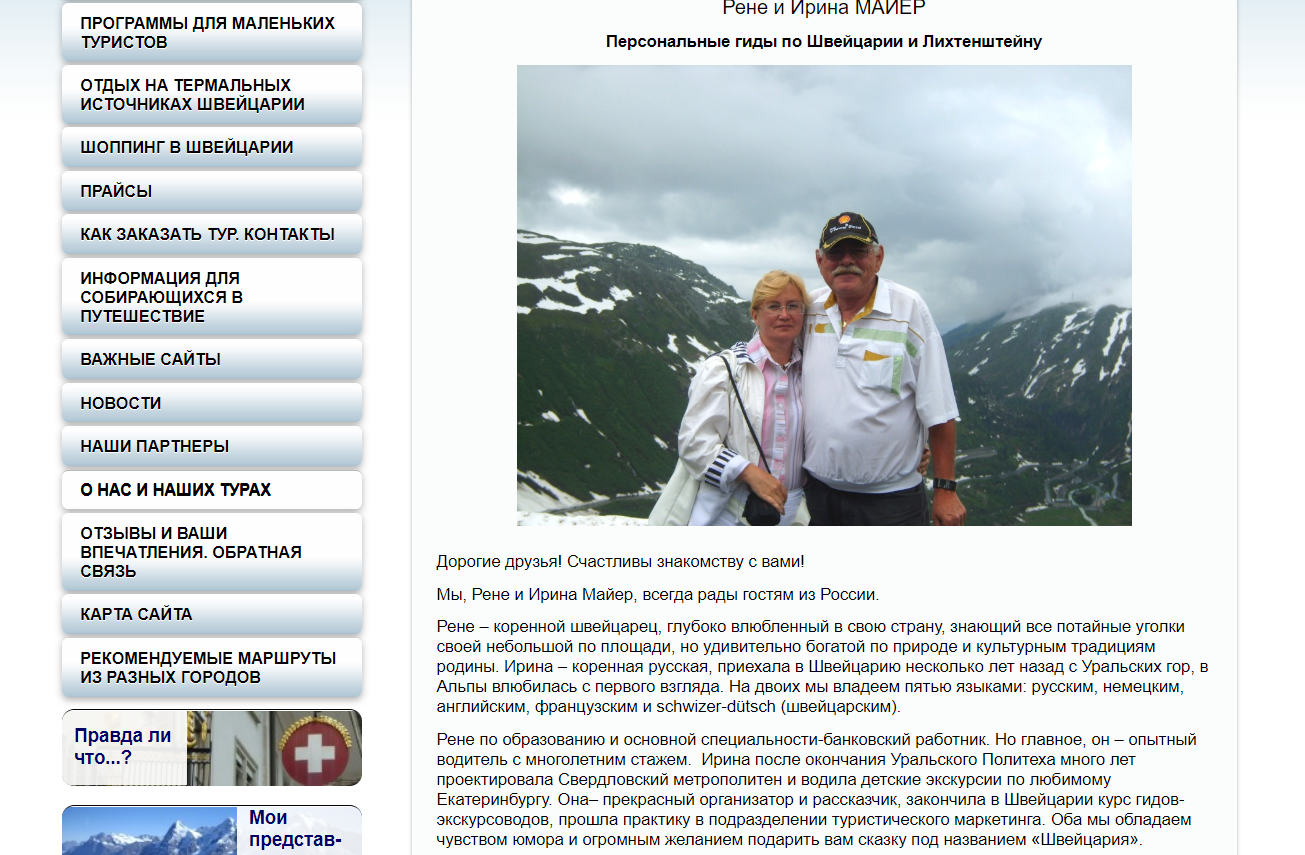 ПРОГРАММЫ ДЛЯ МАЛЕНЬКИХ
ТУРИСТОВ
ОТДЫХ НА ТЕРМАЛЬНЫХ
ИСТОЧНИКАХ ШВЕЙЦАРИИ
ШОППИНГ В ШВЕЙЦАРИИ
ПРАЙСЫ
КАК ЗАКАЗАТЬ ТУР. КОНТАКТЫ
ИНФОРМАЦИЯ ДЛЯ
СОБИРАЮЩИХСЯ В
ПУТЕШЕСТВИЕ
ВАЖНЫЕ САЙТЫ
НОВОСТИ
НАШИ ПАРТНЕРЫ
О НАС И НАШИХ ТУРАХ
ОТЗЫВЫ И ВАШИ
ВПЕЧАТЛЕНИЯ. ОБРАТНАЯ
СВЯЗЬ
КАРТА САЙТА
РЕКОМЕНДУЕМЫЕ МАРШРУТЫ
ИЗ РАЗНЫХ ГОРОДОВ
Правда ли
что...?
Мои
представ-
Рене и Ирина МАЙЕР
Персональные гиды по Швейцарии и Лихтенштейну
Дорогие друзья! Счастливы знакомству с вами!
Мы, Рене и Ирина Майер, всегда рады гостям из России.
Рене – коренной швейцарец, глубоко влюбленный в свою страну, знающий все потайные уголки
своей небольшой по площади, но удивительно богатой по природе и культурным традициям
родины. Ирина – коренная русская, приехала в Швейцарию несколько лет назад с Уральских гор, в
Альпы влюбилась с первого взгляда. На двоих мы владеем пятью языками: русским, немецким,
английским, французским и schwizer-dütsch (швейцарским).
Рене по образованию и основной специальности-банковский работник. Но главное, он – опытный
водитель с многолетним стажем.  Ирина после окончания Уральского Политеха много лет
проектировала Свердловский метрополитен и водила детские экскурсии по любимому
Екатеринбургу. Она– прекрасный организатор и рассказчик, закончила в Швейцарии курс гидов-
экскурсоводов, прошла практику в подразделении туристического маркетинга. Оба мы обладаем
чувством юмора и огромным желанием подарить вам сказку под названием «Швейцария».